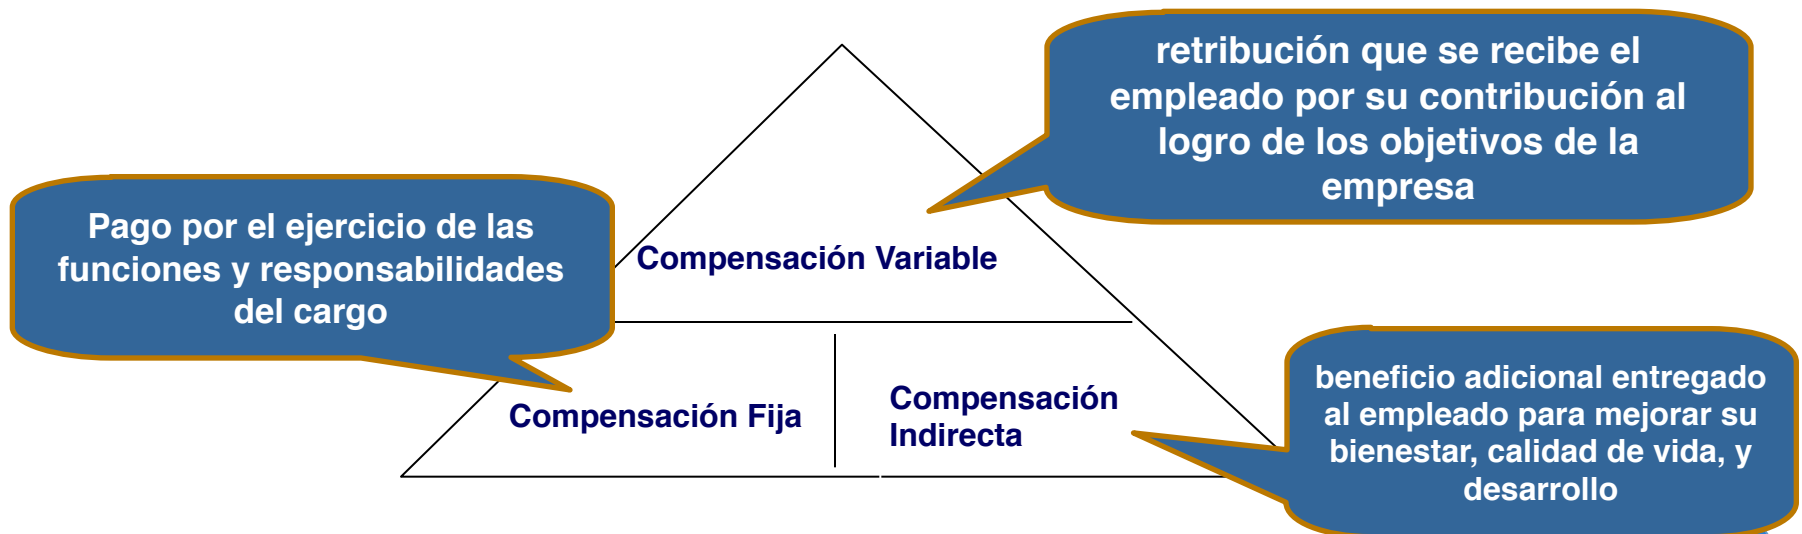 retribución que se recibe el
empleado por su contribución al
logro de los objetivos de la
empresa
Pago por el ejercicio de las
funciones y responsabilidades
del cargo
Compensación Variable
Compensación Fija
Compensación
Indirecta
beneficio adicional entregado
al empleado para mejorar su
bienestar, calidad de vida, y
desarrollo